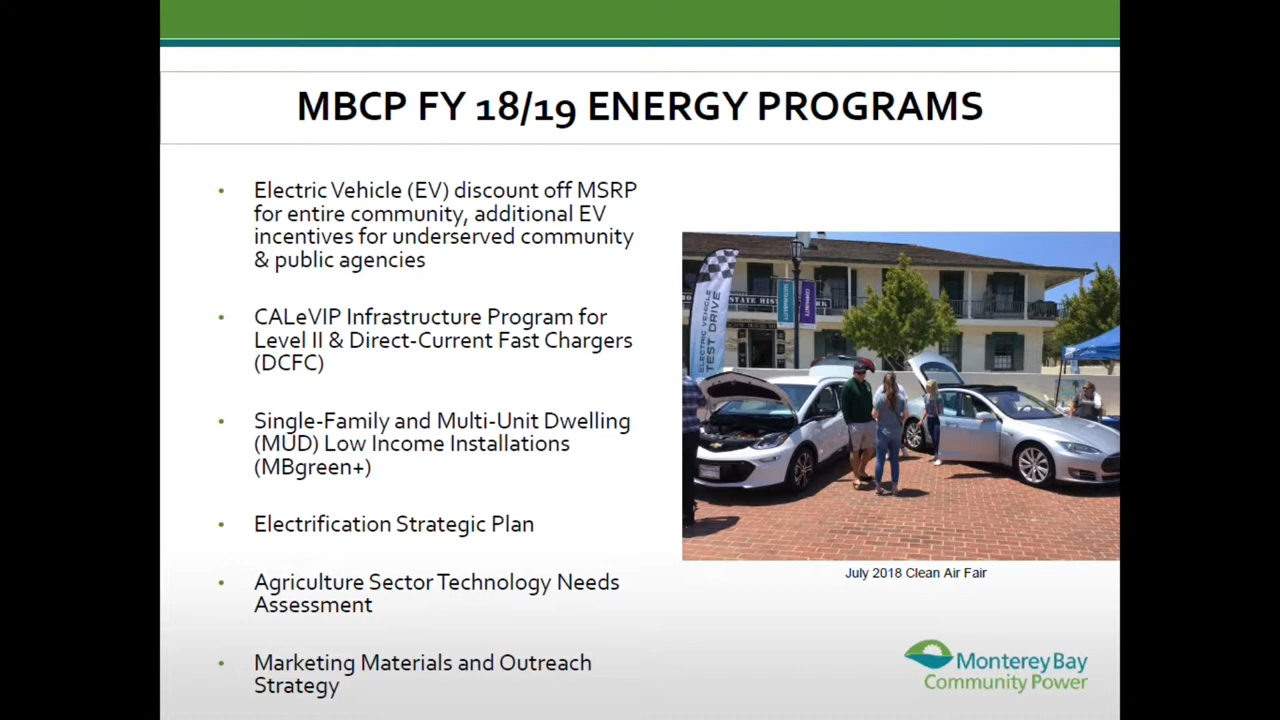 MBCP FY 18/19 ENERGY PROGRAMS
• Electric Vehicle (EV) discount off MSRP
for entire community, additional EV
incentives for underserved community
& public agencies
• CALeVIP Infrastructure Program for
Level II & Direct-Current Fast Chargers
(DCFC)
• Single-Family and Multi-Unit Dwelling
(MUD) Low Income Installations
(MBgreen+)
• Electrification Strategic Plan
• Agriculture Sector Technology Needs
Assessment
• Marketing Materials and Outreach
Strategy
ELECTRIC VEHICLE
TEST DRIVE
STATE HIST
July 2018 Clean Air Fair
Monterey Bay
Community Power